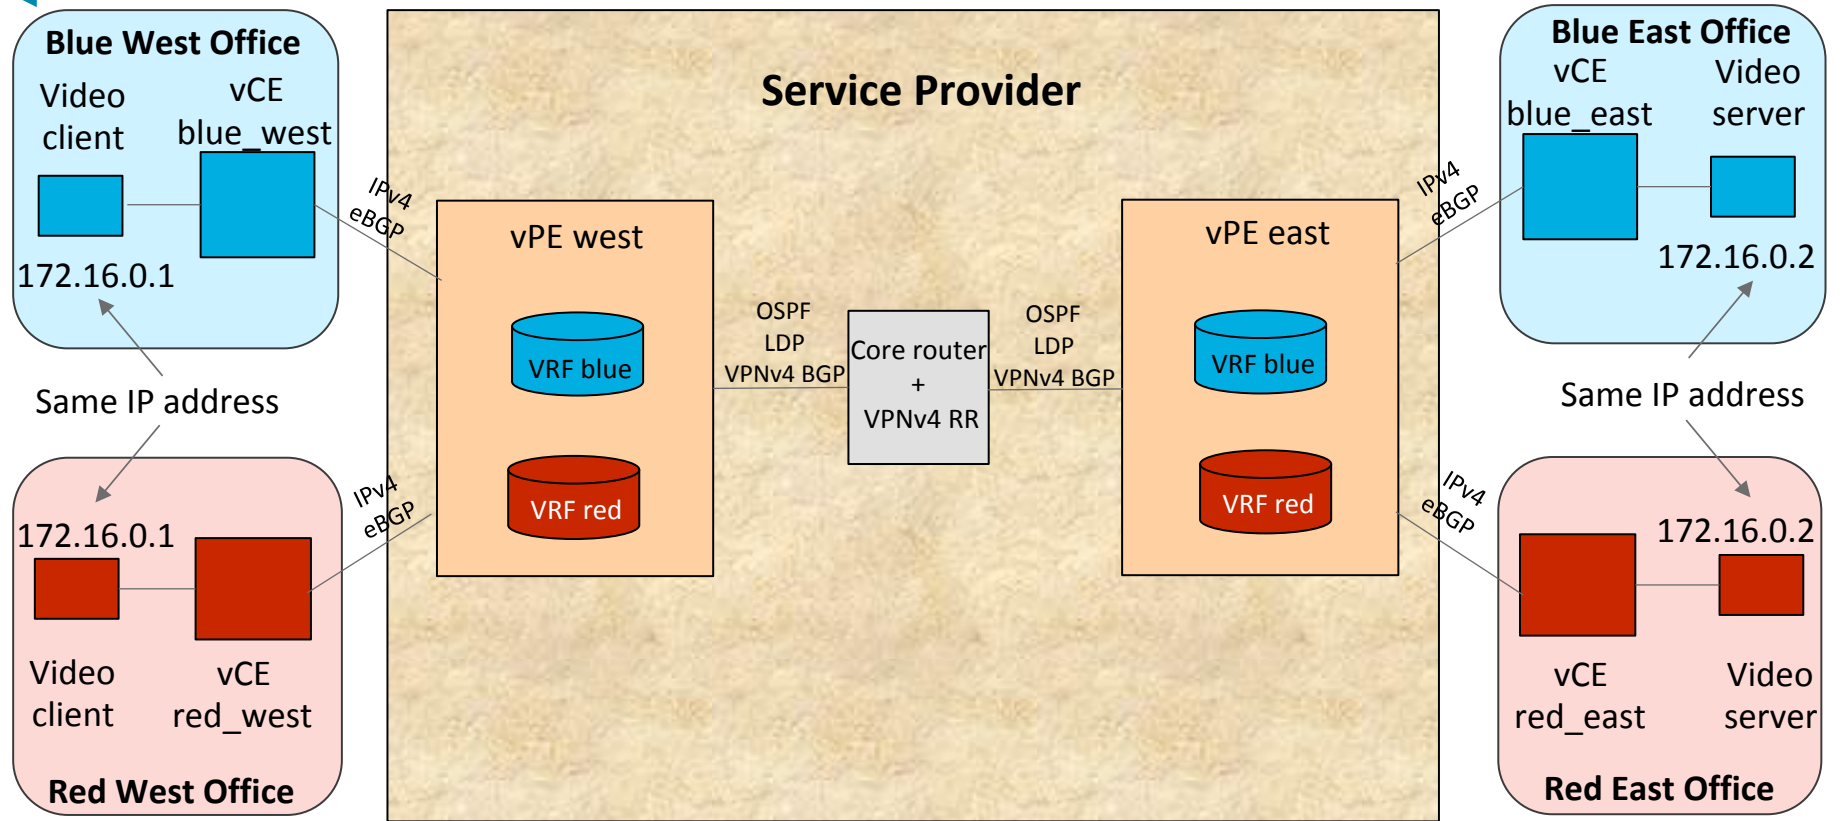 Blue West Office
Video
client
vCE
blue_west
172.16.0.1
Same IP address
172.16.0.1
Video
client
vCE
red_west
Red West Office
IPv4
eBGP
IPv4
eBGP
Service Provider
vPE west
VRF blue
VRF red
OSPF
LDP
VPNv4 BGP
Core router
+
VPNv4 RR
OSPF
LDP
VPNv4 BGP
vPE east
VRF blue
VRF red
IPv4
eBGP
IPv4
eBGP
Blue East Office
vCE
blue_east
Video
server
172.16.0.2
Same IP address
172.16.0.2
vCE
red_east
Video
server
Red East Office